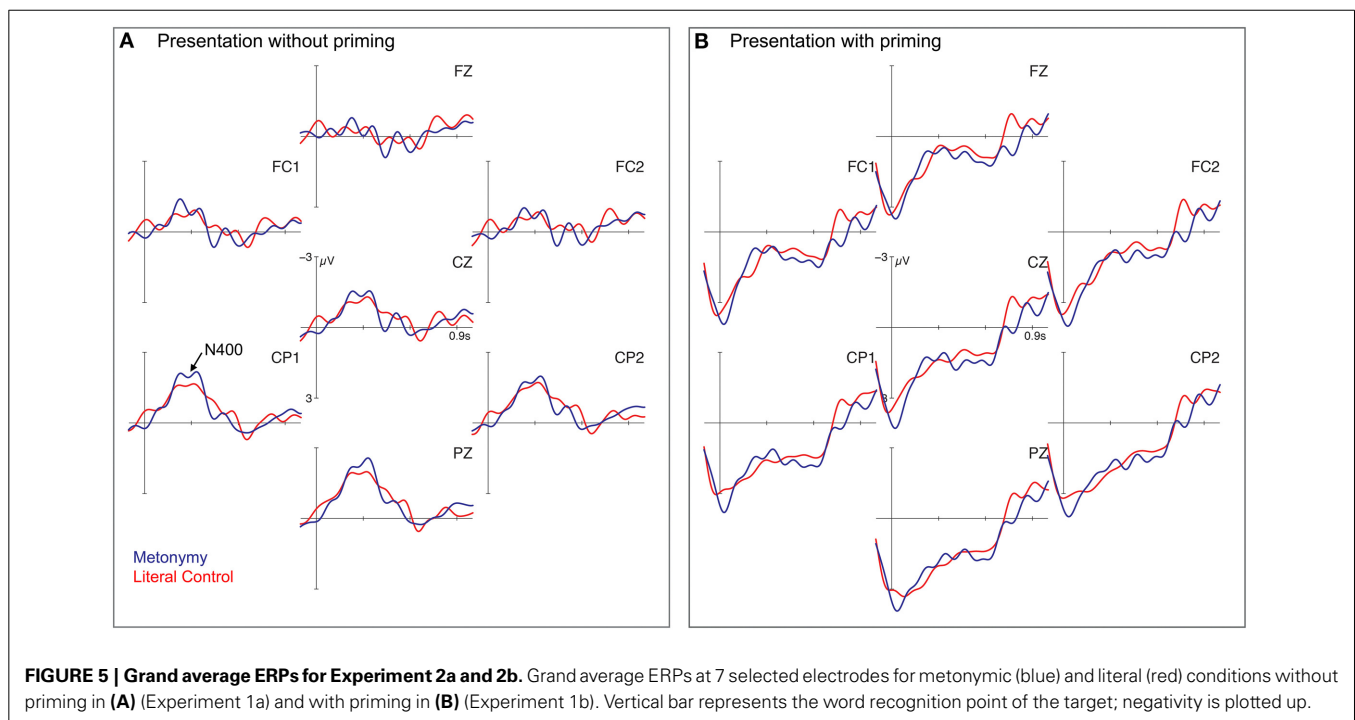 A Presentation without priming
FZ
FC1
FC2
−3 µV
CZ
0.9s
N400
CP1
CP2
3
PZ
Metonymy
Literal Control
B Presentation with priming
FZ
FC1
FC2
−3 µV
CZ
0.9s
CP1
CP2
3
PZ
FIGURE 5 | Grand average ERPs for Experiment 2a and 2b. Grand average ERPs at 7 selected electrodes for metonymic (blue) and literal (red) conditions without
priming in (A) (Experiment 1a) and with priming in (B) (Experiment 1b). Vertical bar represents the word recognition point of the target; negativity is plotted up.